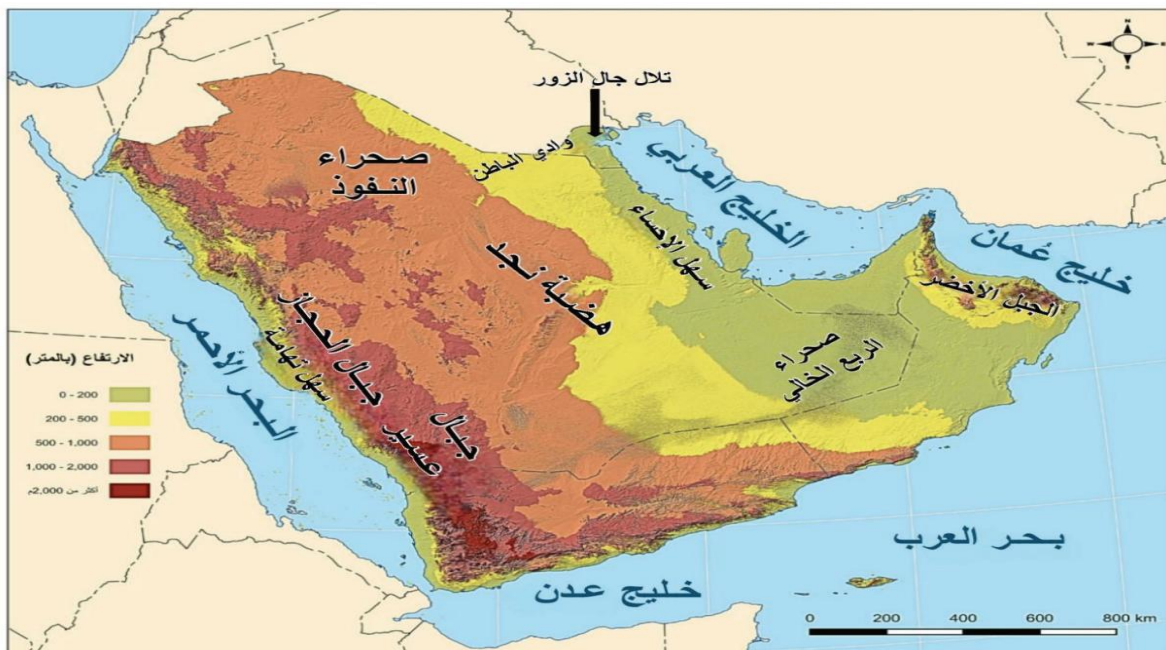 N
W
E
S
تلال جال الزور
وادي الباطن
صحراء
النفوذ
الخليج العربي
خليج عُمان
سهل الإحساء
هضبة نجد
الجبل الأخضر
صحراء
الربع الخالي
جبال الحجاز
سهل تهامة
البحر الأحمر
جبال
عسير
الارتفاع (بالمتر)
0 - 200
200 - 500
500 - 1,000
1,000 - 2,000
أكثر من 2,000م
بحر العرب
خليج عدن
0 200 400 600 800 km